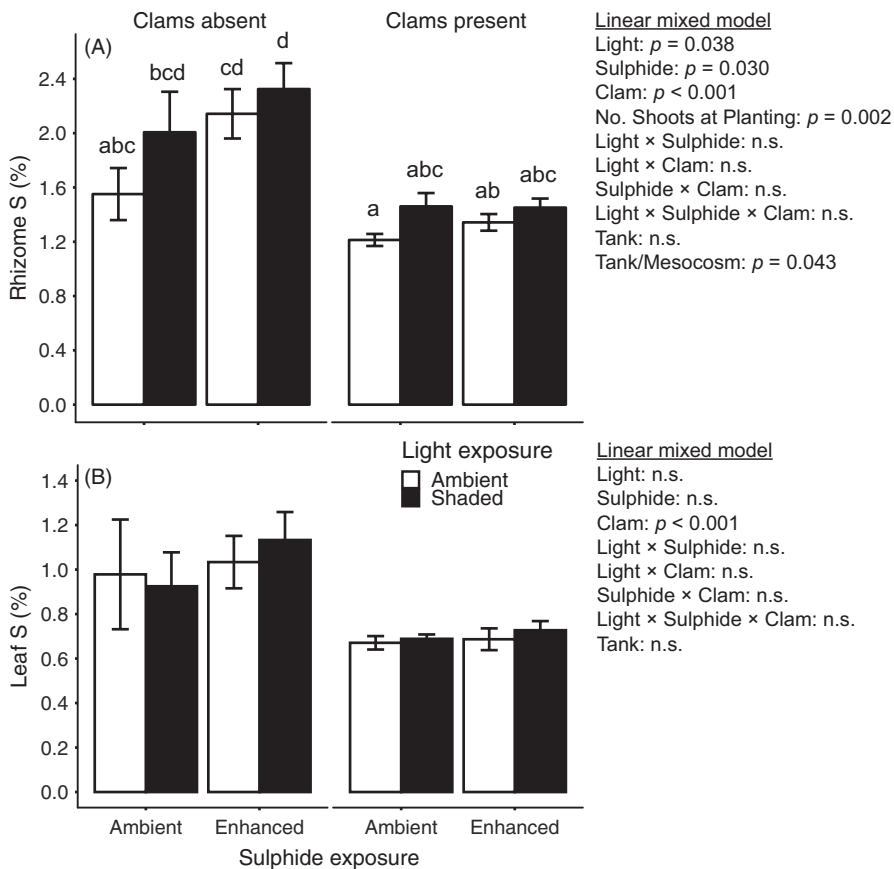 Clams absent
Clams present
(A)
Rhizome S (%)
2.4
2.0
1.6
1.2
0.8
0.4
0.0
abc
bcd
cd
d
a
abc
ab
abc
Linear mixed model
Light: p = 0.038
Sulphide: p = 0.030
Clam: p < 0.001
No. Shoots at Planting: p = 0.002
Light × Sulphide: n.s.
Light × Clam: n.s.
Sulphide × Clam: n.s.
Light × Sulphide × Clam: n.s.
Tank: n.s.
Tank/Mesocosm: p = 0.043
(B)
Leaf S (%)
1.4
1.2
1.0
0.8
0.6
0.4
0.2
0.0
Light exposure
Ambient
Shaded
Linear mixed model
Light: n.s.
Sulphide: n.s.
Clam: p < 0.001
Light × Sulphide: n.s.
Light × Clam: n.s.
Sulphide × Clam: n.s.
Light × Sulphide × Clam: n.s.
Tank: n.s.
Ambient
Enhanced
Ambient
Enhanced
Sulphide exposure